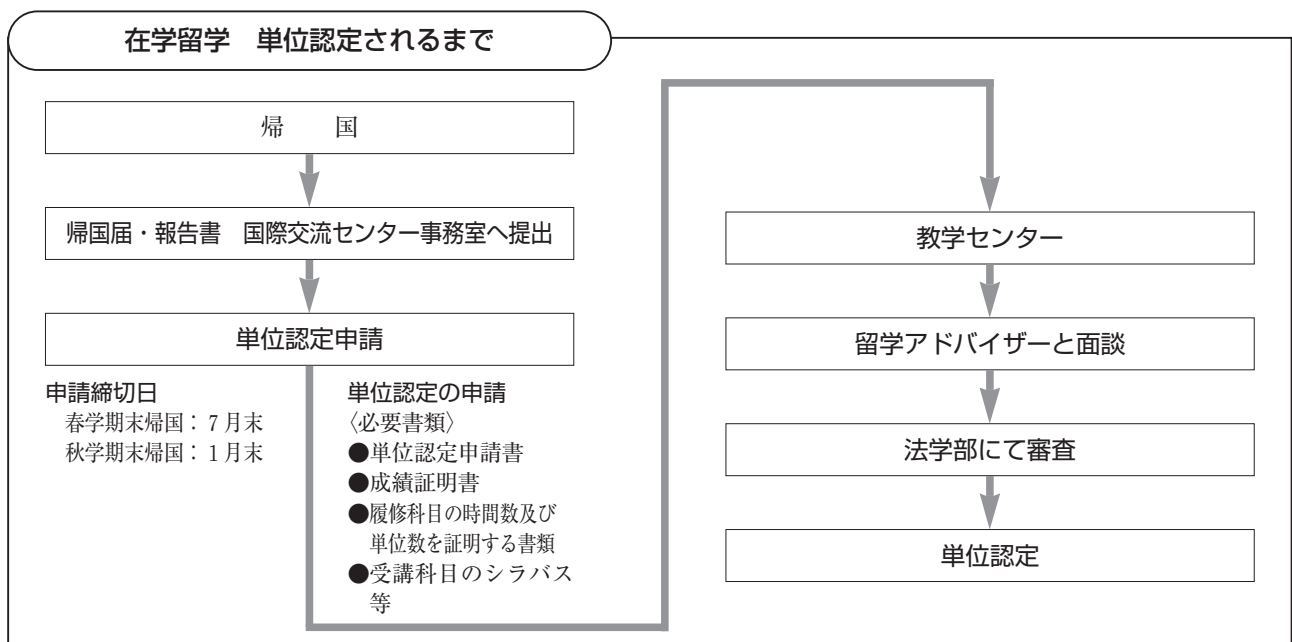 在学留学　単位認定されるまで
帰　　国
帰国届・報告書　国際交流センター事務室へ提出
単位認定申請
申請締切日
春学期末帰国：7月末
秋学期末帰国：1月末
単位認定の申請
〈必要書類〉
●単位認定申請書
●成績証明書
●履修科目の時間数及び
単位数を証明する書類
●受講科目のシラバス
等
教学センター
留学アドバイザーと面談
法学部にて審査
単位認定